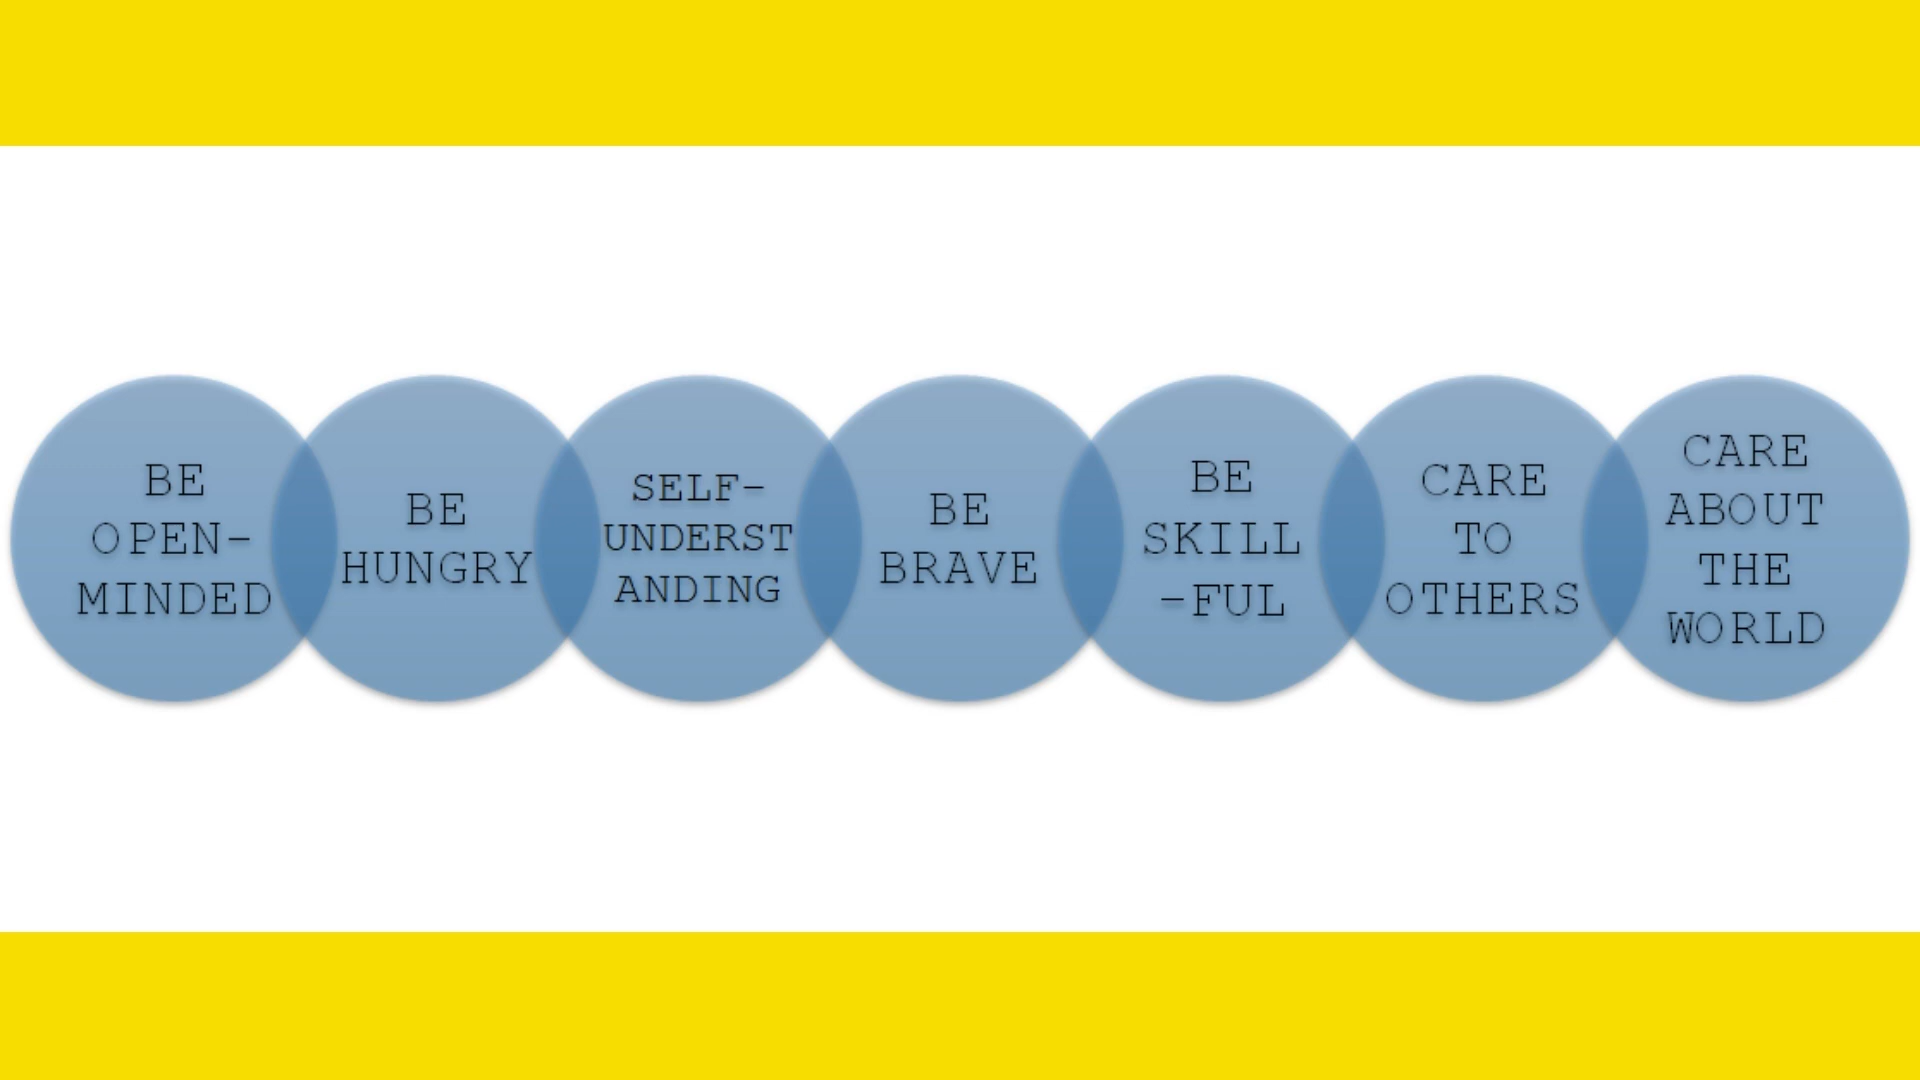 BE
OPEN-
MINDED
BE
HUNGRY
SELF-
UNDERST
ANDING
BE
BRAVE
BE
SKILL
-FUL
CARE
TO
OTHERS
CARE
ABOUT
THE
WORLD